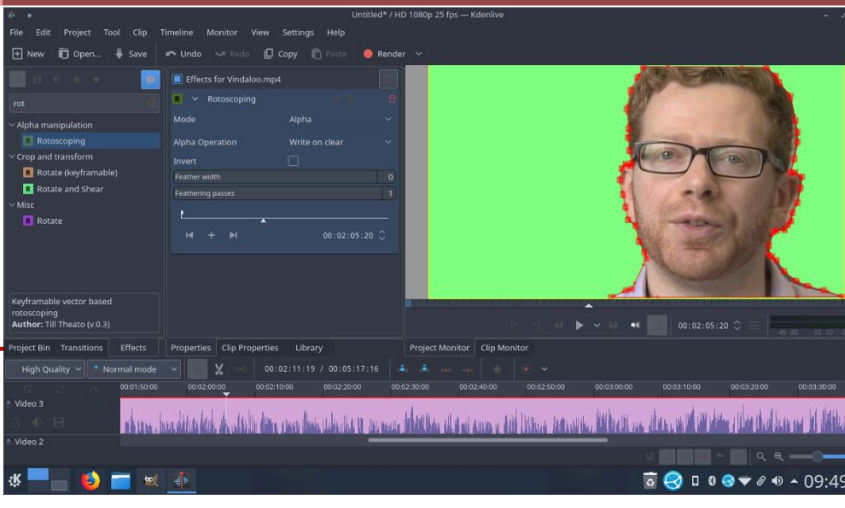 Untitled* / HD 1080p 25 fps — Kdenlive
File Edit Project Tool Clip Timeline Monitor View Settings Help
New Open... Save Undo Redo Copy Paste Render
Effects for Vindaloo.mp4
rot
Rotoscoping
Mode Alpha
Alpha manipulation
Rotoscoping
Alpha Operation Write on clear
Crop and transform
Invert
Rotate (keyframable)
Feather width 0
Rotate and Shear
Feathering passes 1
Misc
Rotate
00:02:05:20
Keyframable vector based
rotoscoping
Author: Till Theato (v.0.3)
00:02:05:20
-45 -30 -15 -10
Project Bin Transitions Effects Properties Clip Properties Library Project Monitor Clip Monitor
High Quality Normal mode 00:02:11:19 / 00:05:17:16
00:01:50:00 00:02:00:00 00:02:10:00 00:02:20:00 00:02:30:00 00:02:40:00 00:02:50:00 00:03:00:00 00:03:10:00 00:03:20:00 00:03:30:00
Video 3
Video 2
09:49